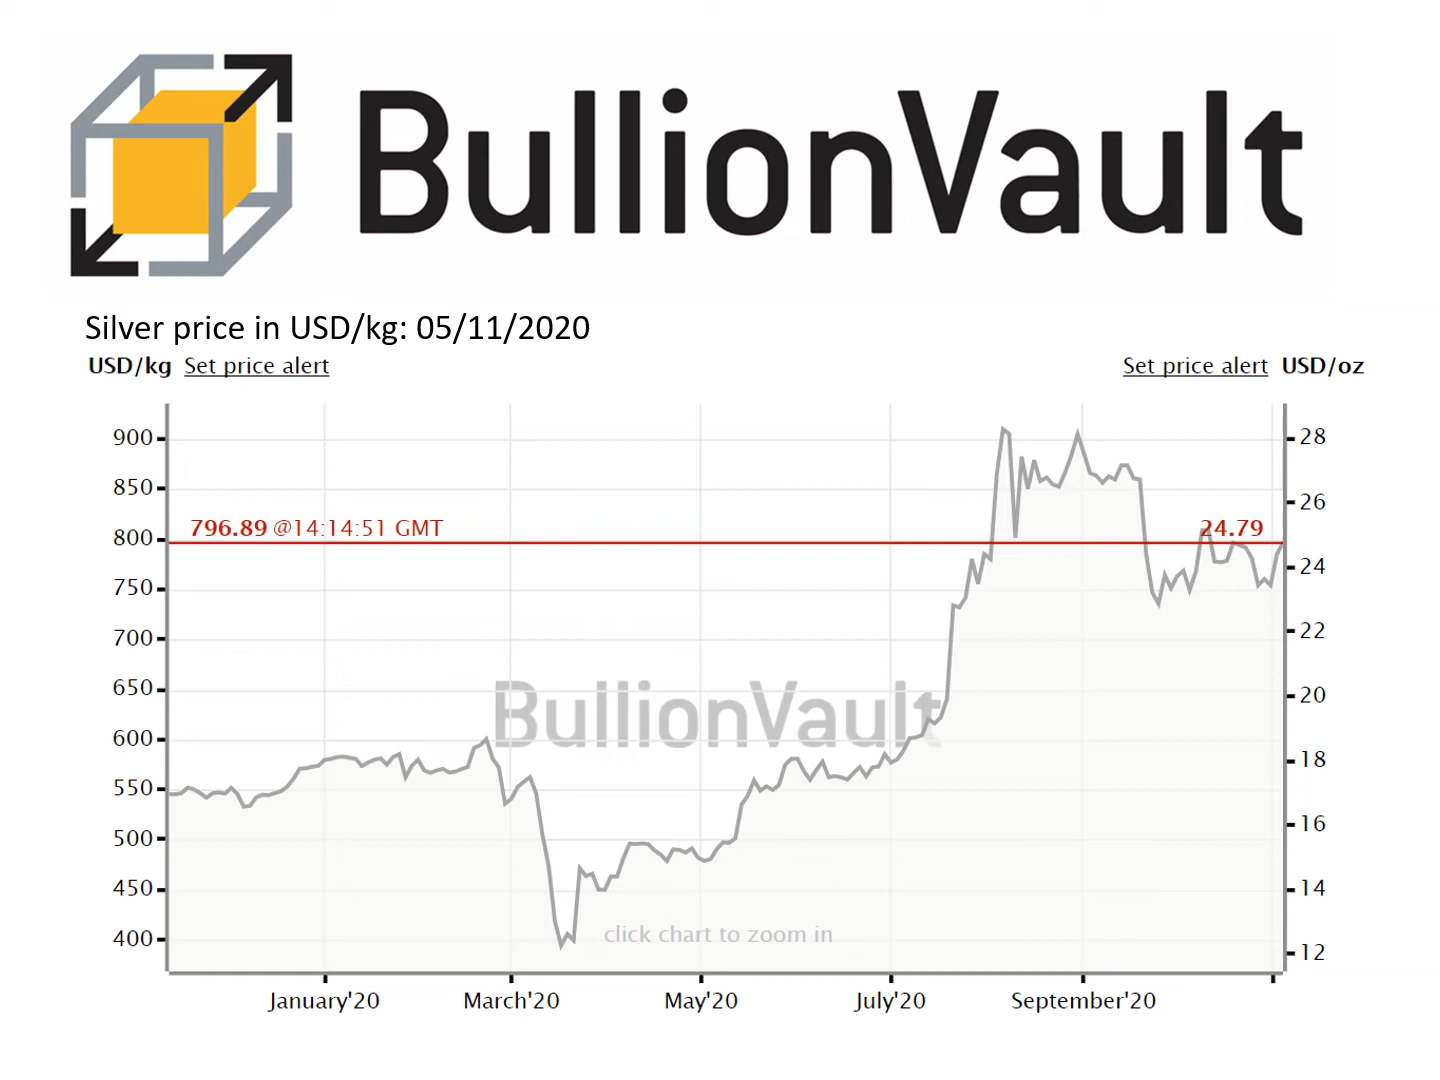 BullionVault
Silver price in USD/kg: 05/11/2020
USD/kg Set price alert
Set price alert USD/oz
900
850
800
750
700
650
600
550
500
450
400
28
26
24
22
20
18
16
14
12
796.89 @14:14:51 GMT
24.79
BullionVault
click chart to zoom in
January'20 March'20 May'20 July'20 September'20